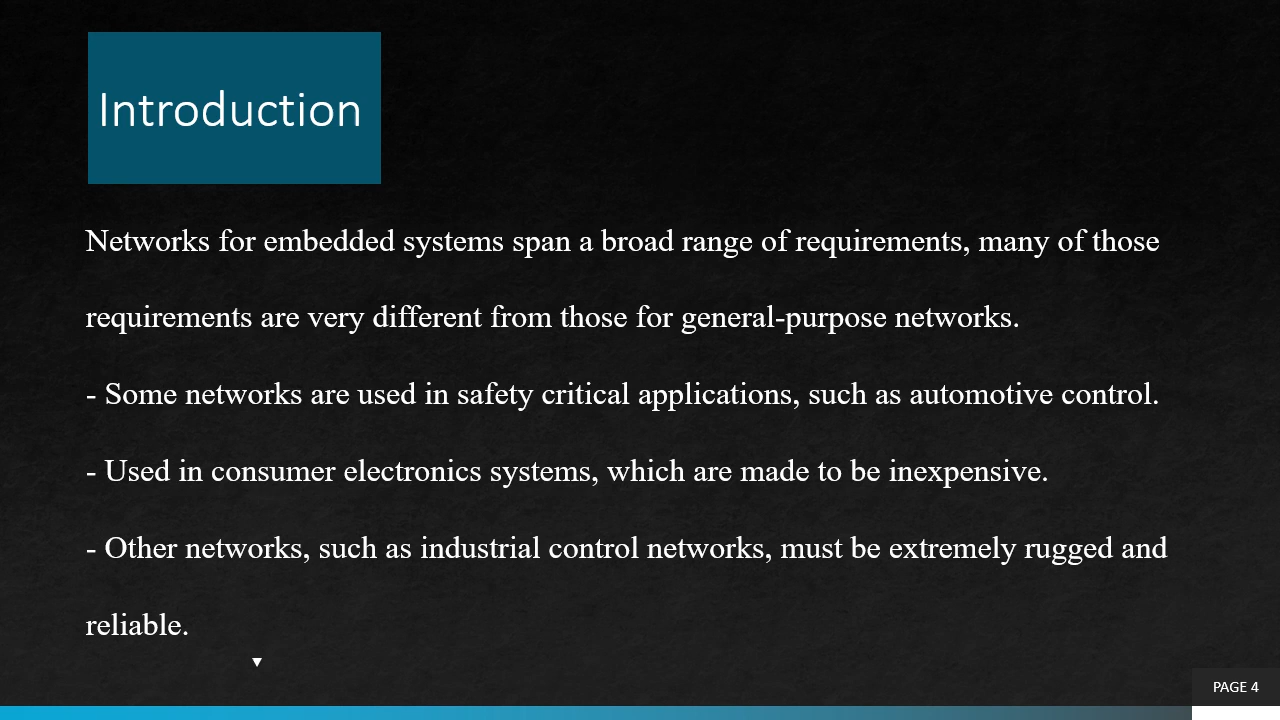 Introduction
Networks for embedded systems span a broad range of requirements, many of those
requirements are very different from those for general-purpose networks.
- Some networks are used in safety critical applications, such as automotive control.
- Used in consumer electronics systems, which are made to be inexpensive.
- Other networks, such as industrial control networks, must be extremely rugged and
reliable.
PAGE 4